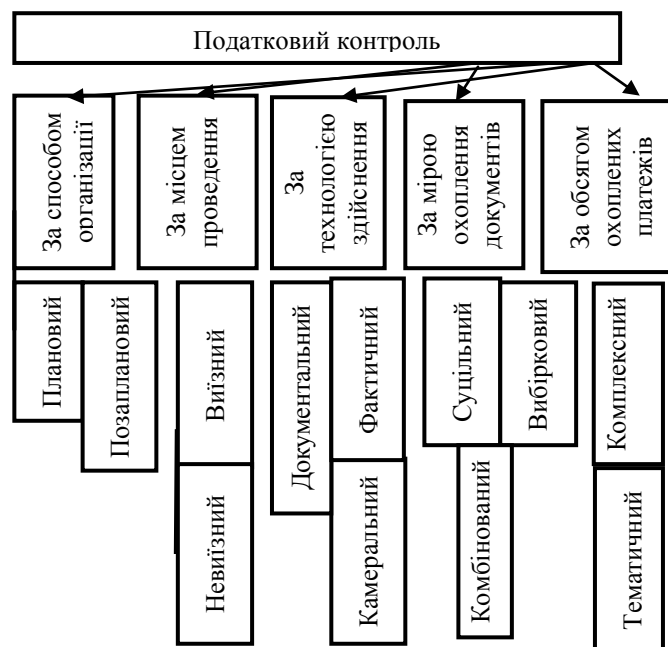 Податковий контроль
За способом
організації
За місцем
проведення
За
технологією
здійснення
За мірою
охоплення
документів
За обсягом
охоплених
платежів
Плановий
Позаплановий
Виїзний
Невиїзний
Документальний
Фактичний
Камеральний
Суцільний
Вибірковий
Комбінований
Комплексний
Тематичний